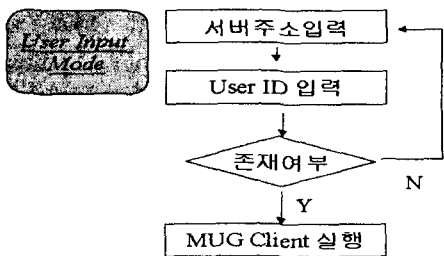 User Input
Mode
서버주소입력
User ID 입력
존재여부
N
Y
MUG Client 실행